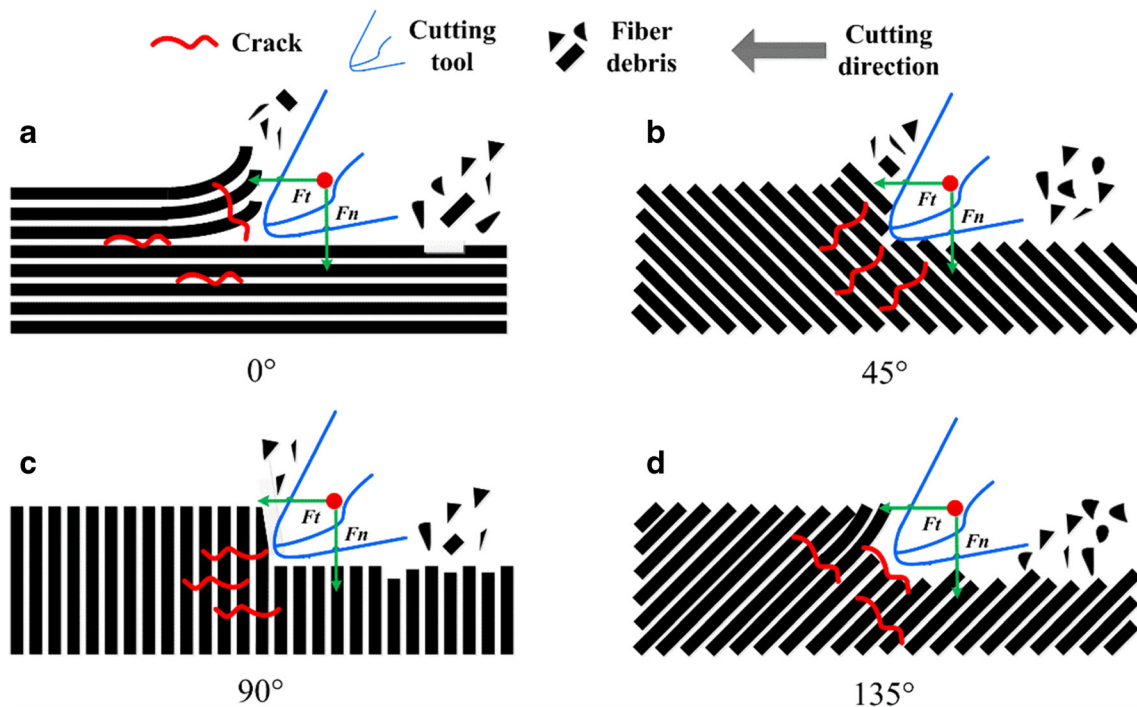 Crack
Cutting
tool
Fiber
debris
Cutting
direction
a
Ft
Fn
0°
b
Ft
Fn
45°
c
Ft
Fn
90°
d
Ft
Fn
135°